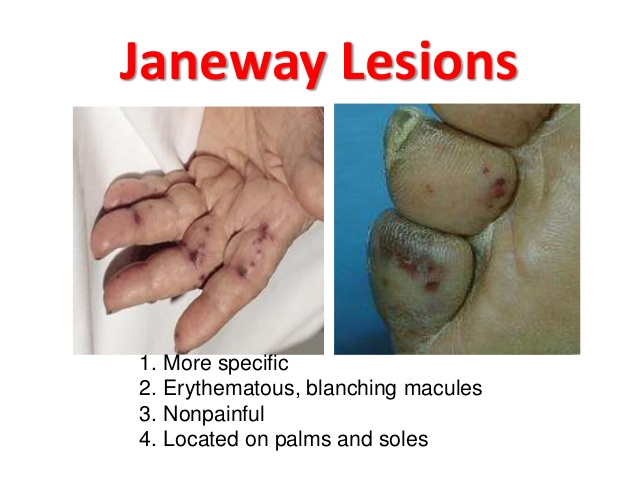 Janeway Lesions
1. More specific
2. Erythematous, blanching macules
3. Nonpainful
4. Located on palms and soles